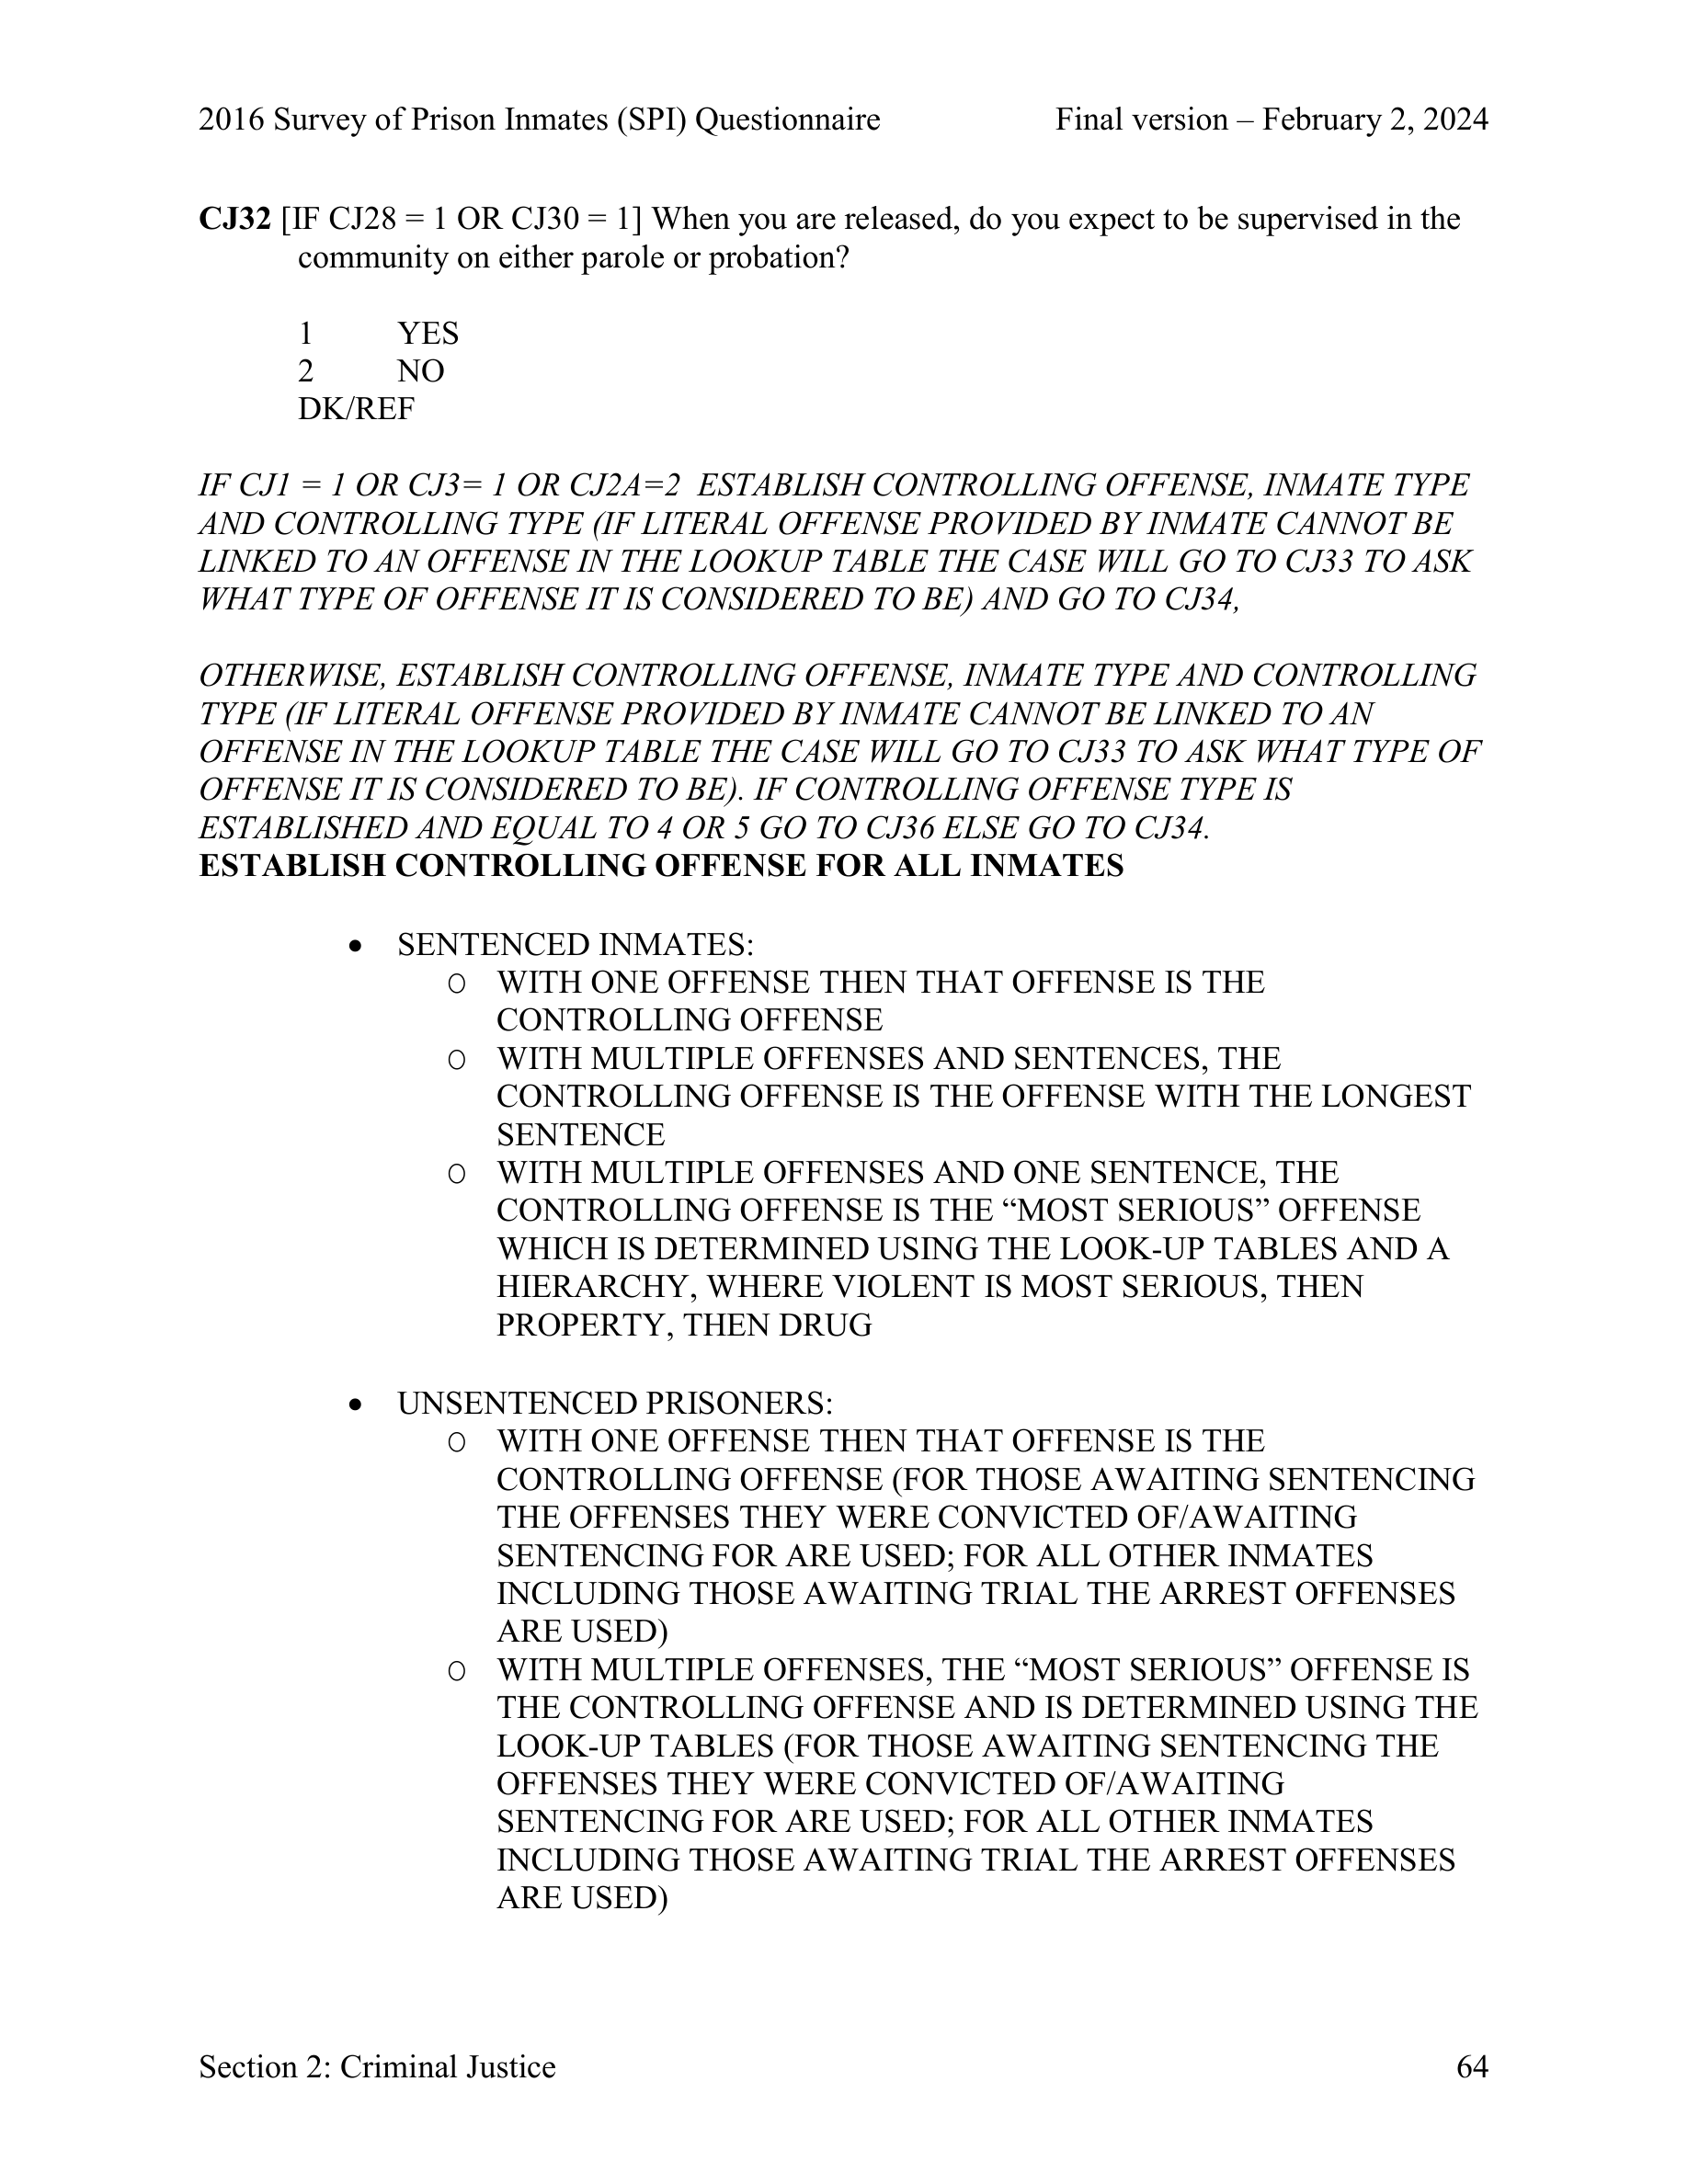 2016 Survey of Prison Inmates (SPI) Questionnaire Final version – February 2, 2024
CJ32 [IF CJ28 = 1 OR CJ30 = 1] When you are released, do you expect to be supervised in the
community on either parole or probation?
1 YES
2 NO
DK/REF
IF CJ1 = 1 OR CJ3= 1 OR CJ2A=2 ESTABLISH CONTROLLING OFFENSE, INMATE TYPE
AND CONTROLLING TYPE (IF LITERAL OFFENSE PROVIDED BY INMATE CANNOT BE
LINKED TO AN OFFENSE IN THE LOOKUP TABLE THE CASE WILL GO TO CJ33 TO ASK
WHAT TYPE OF OFFENSE IT IS CONSIDERED TO BE) AND GO TO CJ34,
OTHERWISE, ESTABLISH CONTROLLING OFFENSE, INMATE TYPE AND CONTROLLING
TYPE (IF LITERAL OFFENSE PROVIDED BY INMATE CANNOT BE LINKED TO AN
OFFENSE IN THE LOOKUP TABLE THE CASE WILL GO TO CJ33 TO ASK WHAT TYPE OF
OFFENSE IT IS CONSIDERED TO BE). IF CONTROLLING OFFENSE TYPE IS
ESTABLISHED AND EQUAL TO 4 OR 5 GO TO CJ36 ELSE GO TO CJ34.
ESTABLISH CONTROLLING OFFENSE FOR ALL INMATES
• SENTENCED INMATES:
O WITH ONE OFFENSE THEN THAT OFFENSE IS THE
CONTROLLING OFFENSE
O WITH MULTIPLE OFFENSES AND SENTENCES, THE
CONTROLLING OFFENSE IS THE OFFENSE WITH THE LONGEST
SENTENCE
O WITH MULTIPLE OFFENSES AND ONE SENTENCE, THE
CONTROLLING OFFENSE IS THE “MOST SERIOUS” OFFENSE
WHICH IS DETERMINED USING THE LOOK-UP TABLES AND A
HIERARCHY, WHERE VIOLENT IS MOST SERIOUS, THEN
PROPERTY, THEN DRUG
• UNSENTENCED PRISONERS:
O WITH ONE OFFENSE THEN THAT OFFENSE IS THE
CONTROLLING OFFENSE (FOR THOSE AWAITING SENTENCING
THE OFFENSES THEY WERE CONVICTED OF/AWAITING
SENTENCING FOR ARE USED; FOR ALL OTHER INMATES
INCLUDING THOSE AWAITING TRIAL THE ARREST OFFENSES
ARE USED)
O WITH MULTIPLE OFFENSES, THE “MOST SERIOUS” OFFENSE IS
THE CONTROLLING OFFENSE AND IS DETERMINED USING THE
LOOK-UP TABLES (FOR THOSE AWAITING SENTENCING THE
OFFENSES THEY WERE CONVICTED OF/AWAITING
SENTENCING FOR ARE USED; FOR ALL OTHER INMATES
INCLUDING THOSE AWAITING TRIAL THE ARREST OFFENSES
ARE USED)
Section 2: Criminal Justice 64